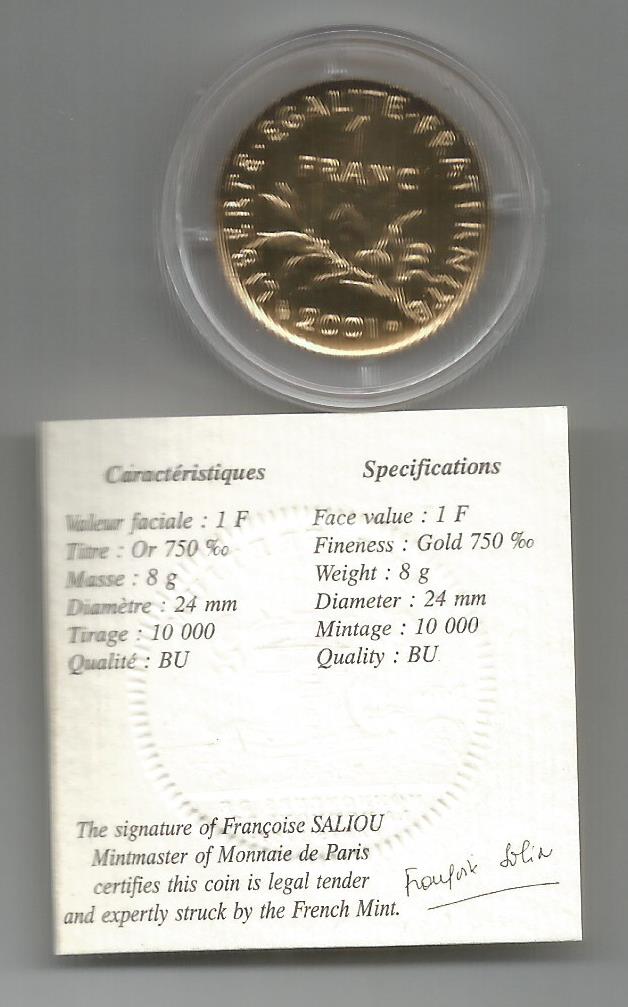 LIBERTE·EGALITE·FRATERNITE
1
FRANC
2001
Caractéristiques
Valeur faciale : 1 F
Titre : Or 750 ‰
Masse : 8 g
Diamètre : 24 mm
Tirage : 10 000
Qualité : BU
Specifications
Face value : 1 F
Fineness : Gold 750 ‰
Weight : 8 g
Diameter : 24 mm
Mintage : 10 000
Quality : BU
The signature of Françoise SALIOU
Mintmaster of Monnaie de Paris
certifies this coin is legal tender
and expertly struck by the French Mint.